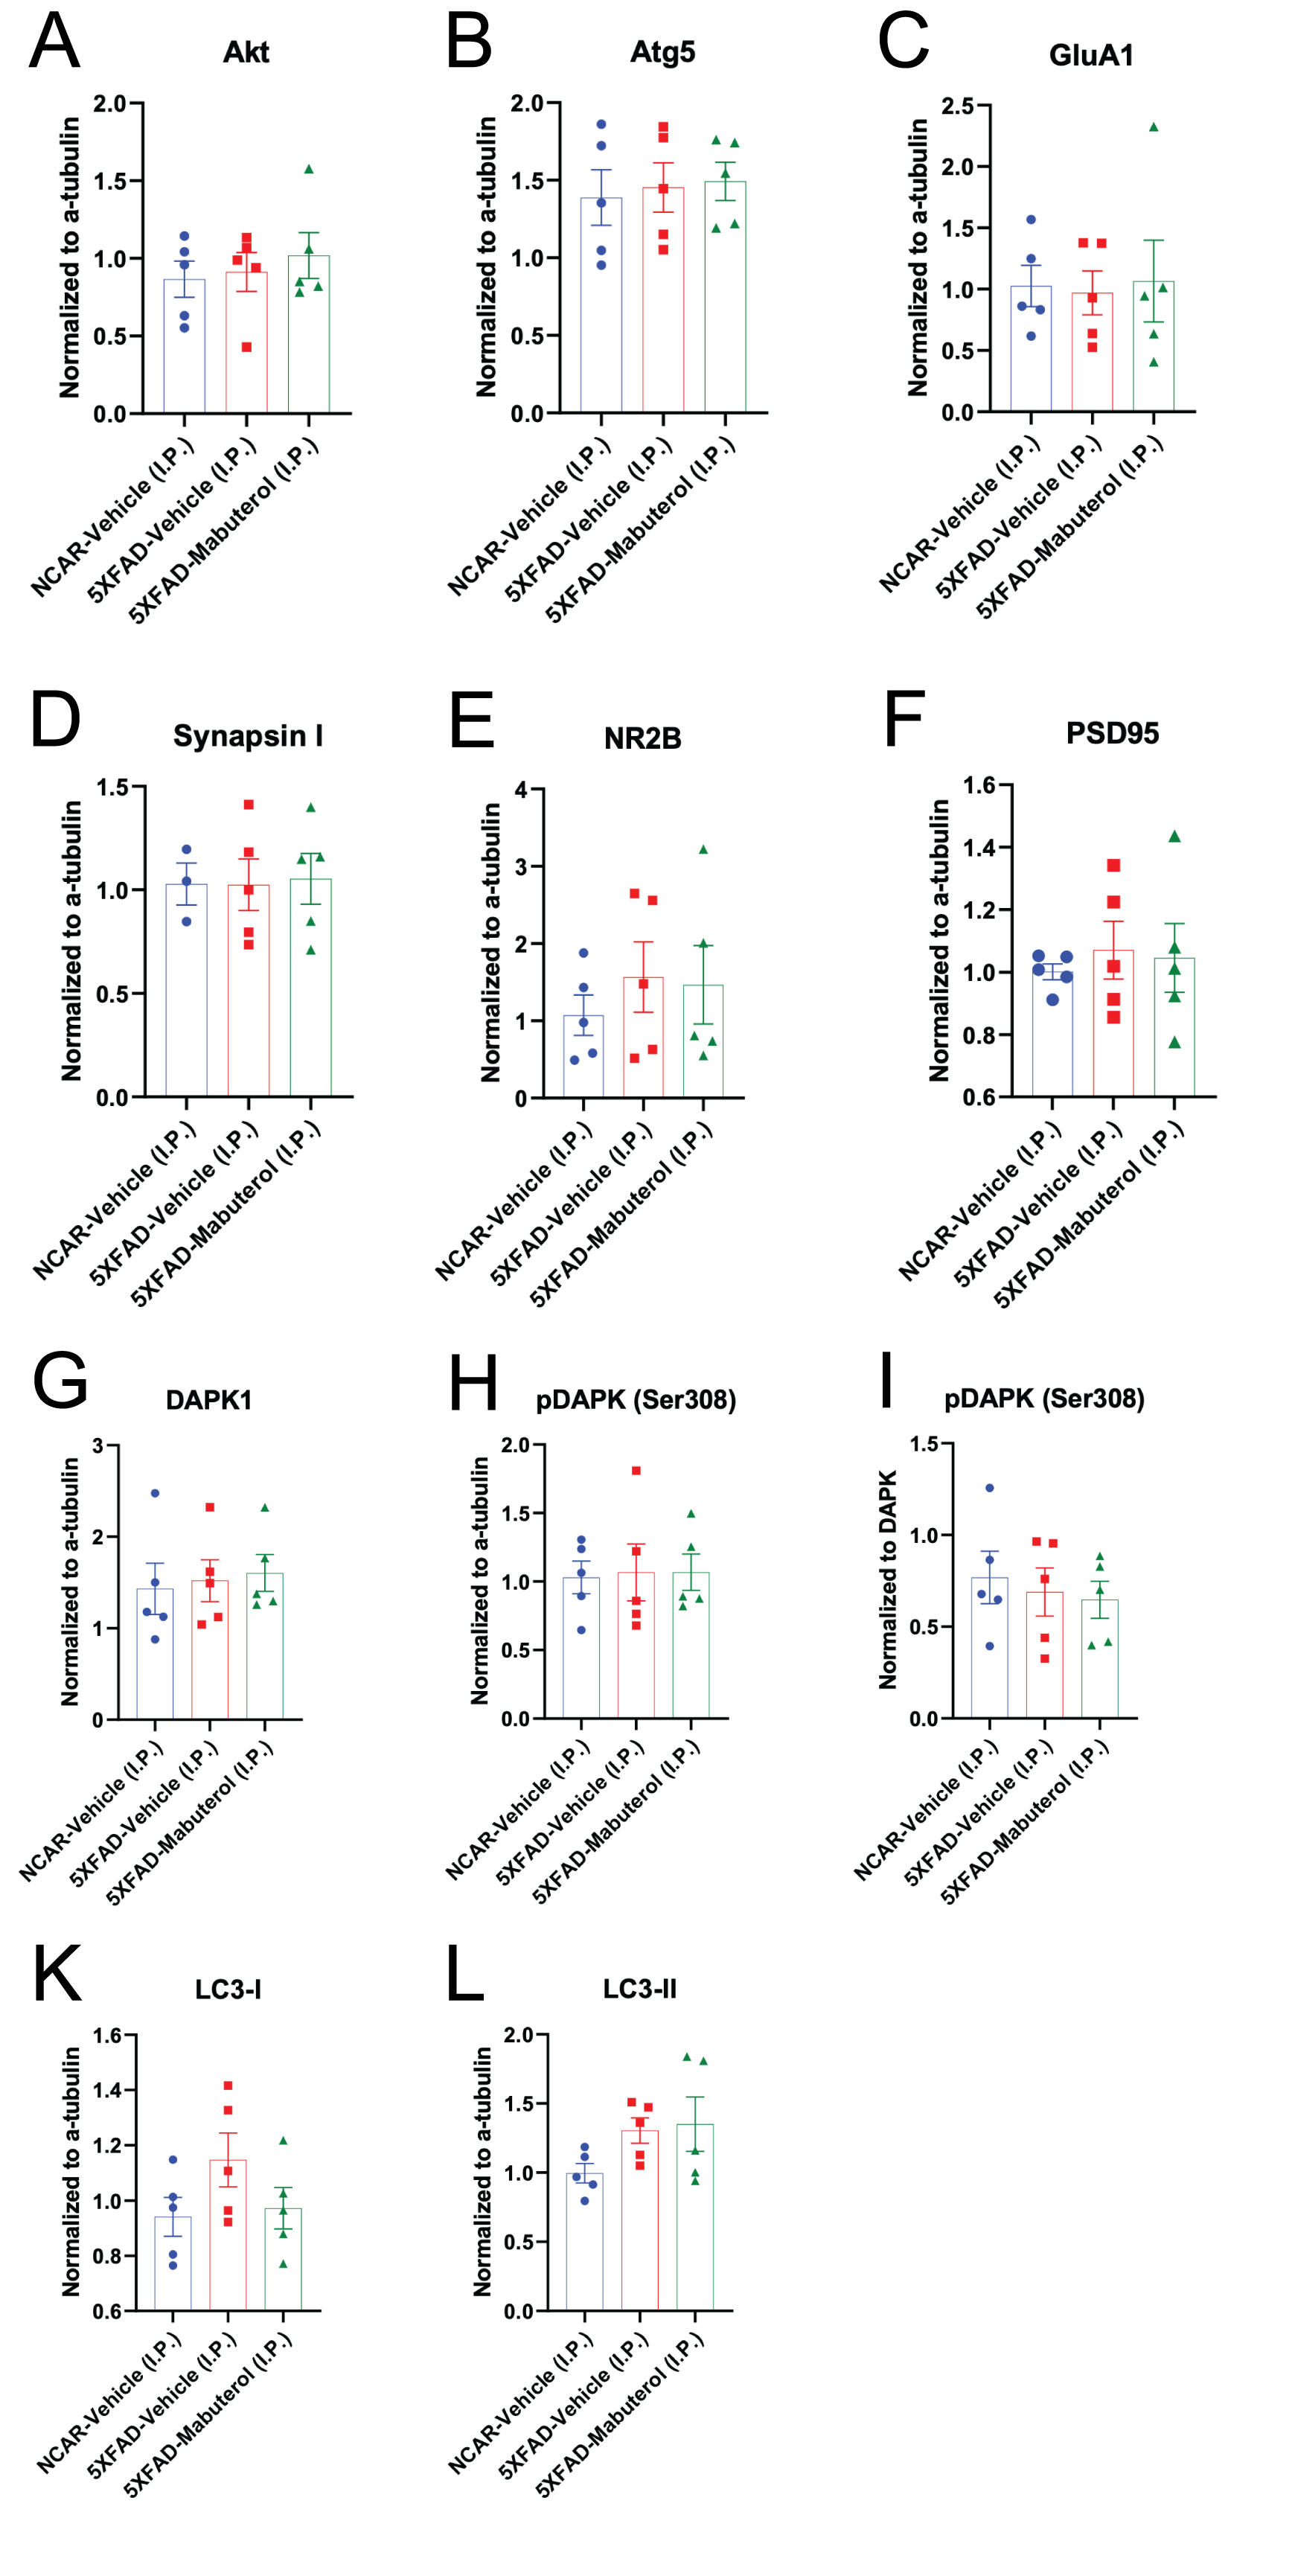 A
Akt
Normalized to a-tubulin
2.0
1.5
1.0
0.5
0.0
NCAR-Vehicle (I.P.)
5XFAD-Vehicle (I.P.)
5XFAD-Mabuterol (I.P.)
B
Atg5
Normalized to a-tubulin
2.0
1.5
1.0
0.5
0.0
NCAR-Vehicle (I.P.)
5XFAD-Vehicle (I.P.)
5XFAD-Mabuterol (I.P.)
C
GluA1
Normalized to a-tubulin
2.5
2.0
1.5
1.0
0.5
0.0
NCAR-Vehicle (I.P.)
5XFAD-Vehicle (I.P.)
5XFAD-Mabuterol (I.P.)
D
Synapsin I
Normalized to a-tubulin
1.5
1.0
0.5
0.0
NCAR-Vehicle (I.P.)
5XFAD-Vehicle (I.P.)
5XFAD-Mabuterol (I.P.)
E
NR2B
Normalized to a-tubulin
4
3
2
1
0
NCAR-Vehicle (I.P.)
5XFAD-Vehicle (I.P.)
5XFAD-Mabuterol (I.P.)
F
PSD95
Normalized to a-tubulin
1.6
1.4
1.2
1.0
0.8
0.6
NCAR-Vehicle (I.P.)
5XFAD-Vehicle (I.P.)
5XFAD-Mabuterol (I.P.)
G
DAPK1
Normalized to a-tubulin
3
2
1
0
NCAR-Vehicle (I.P.)
5XFAD-Vehicle (I.P.)
5XFAD-Mabuterol (I.P.)
H
pDAPK (Ser308)
Normalized to a-tubulin
2.0
1.5
1.0
0.5
0.0
NCAR-Vehicle (I.P.)
5XFAD-Vehicle (I.P.)
5XFAD-Mabuterol (I.P.)
I
pDAPK (Ser308)
Normalized to DAPK
1.5
1.0
0.5
0.0
NCAR-Vehicle (I.P.)
5XFAD-Vehicle (I.P.)
5XFAD-Mabuterol (I.P.)
K
LC3-I
Normalized to a-tubulin
1.6
1.4
1.2
1.0
0.8
0.6
NCAR-Vehicle (I.P.)
5XFAD-Vehicle (I.P.)
5XFAD-Mabuterol (I.P.)
L
LC3-II
Normalized to a-tubulin
2.0
1.5
1.0
0.5
0.0
NCAR-Vehicle (I.P.)
5XFAD-Vehicle (I.P.)
5XFAD-Mabuterol (I.P.)